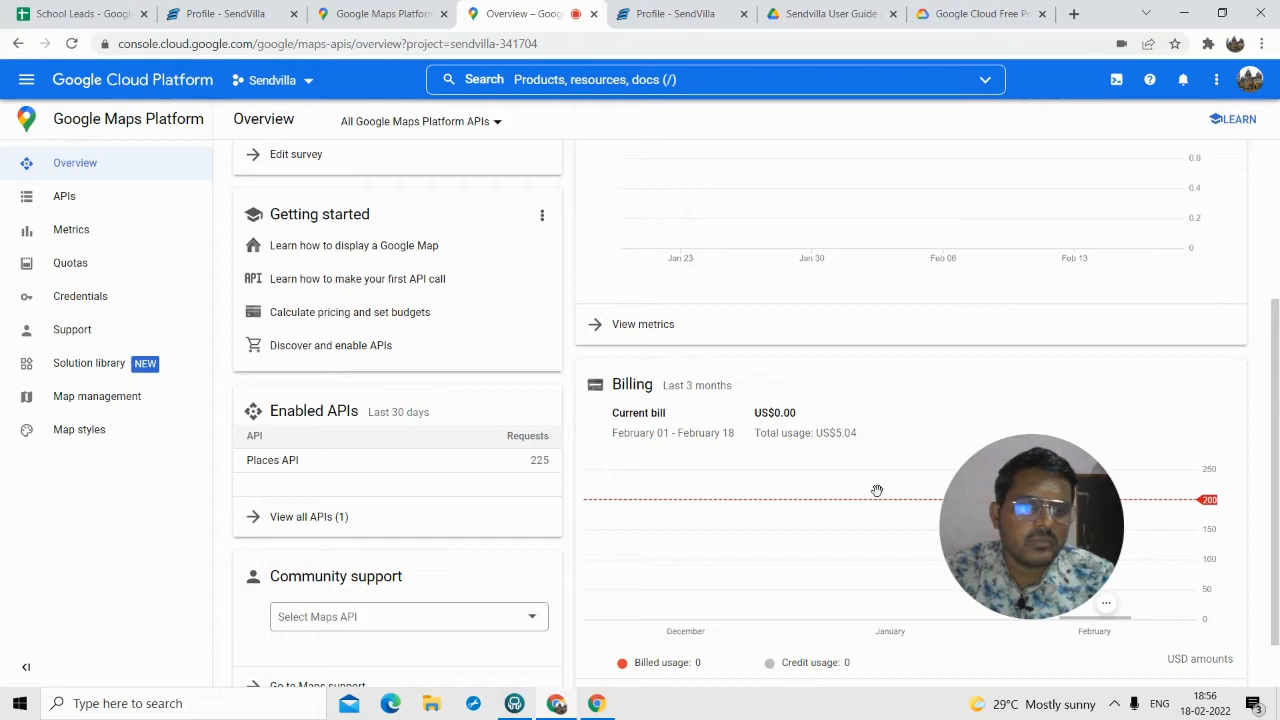 School Leads -
Profile - SendVilla
Google Maps Platform
Overview – Goog
Profile - SendVilla
Sendvilla User Guide
Google Cloud Free P
console.cloud.google.com/google/maps-apis/overview?project=sendvilla-341704
Google Cloud Platform
Sendvilla
Search Products, resources, docs (/)
Google Maps Platform
Overview
All Google Maps Platform APIs
LEARN
Overview
APIs
Metrics
Quotas
Credentials
Support
Solution library NEW
Map management
Map styles
Edit survey
Getting started
Learn how to display a Google Map
API Learn how to make your first API call
Calculate pricing and set budgets
Discover and enable APIs
Enabled APIs Last 30 days
API Requests
Places API 225
View all APIs (1)
Community support
Select Maps API
Go to Maps support
0.6
0.4
0.2
0
Jan 23 Jan 30 Feb 06 Feb 13
View metrics
Billing Last 3 months
Current bill US$0.00
February 01 - February 18 Total usage: US$5.04
250
200
150
100
50
0
December January February
Billed usage: 0 Credit usage: 0
USD amounts
Type here to search
29°C Mostly sunny
ENG
18:56
18-02-2022
3